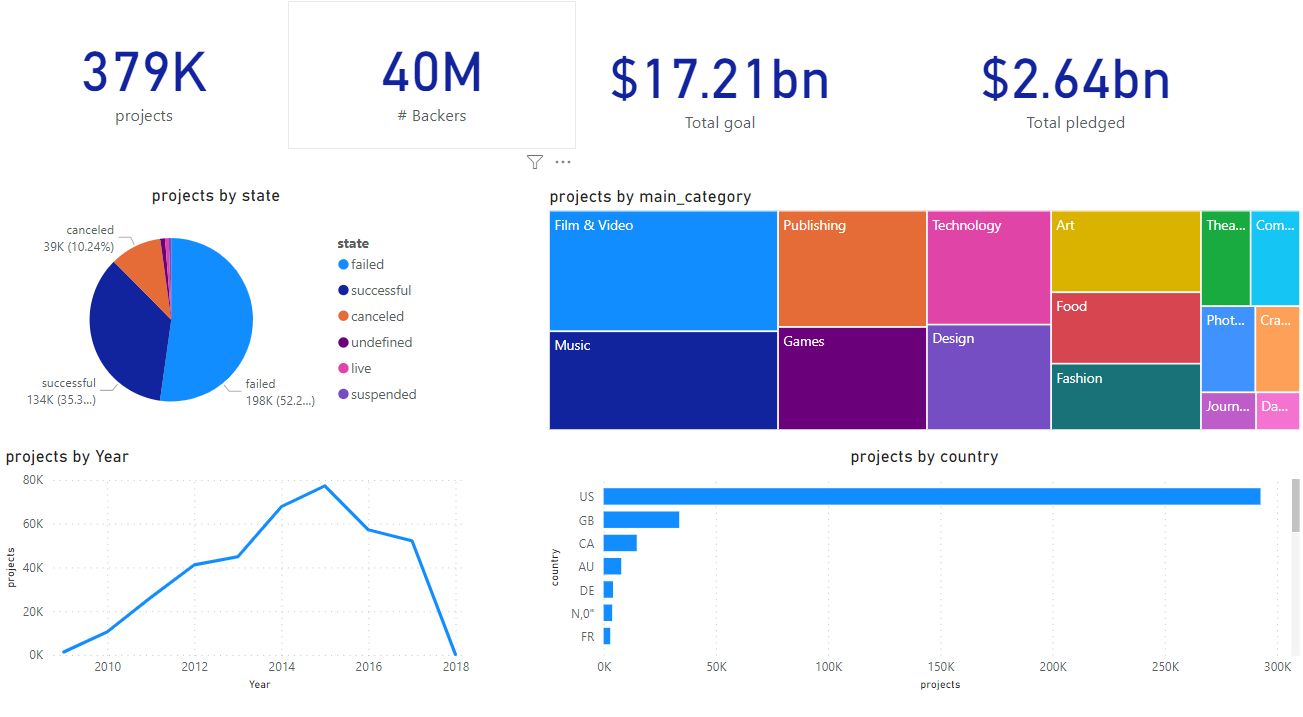 379K
projects
40M
# Backers
$17.21bn
Total goal
$2.64bn
Total pledged
projects by state
canceled
39K (10.24%)
successful
134K (35.3...)
failed
198K (52.2...)
state
failed
successful
canceled
undefined
live
suspended
projects by main_category
Film & Video
Publishing
Technology
Art
Thea...
Com...
Food
Phot...
Cra...
Music
Games
Design
Fashion
Journ...
Da...
projects by Year
80K
60K
40K
20K
0K
projects
2010
2012
2014
2016
2018
Year
projects by country
country
US
GB
CA
AU
DE
N,0"
FR
0K
50K
100K
150K
200K
250K
300K
projects